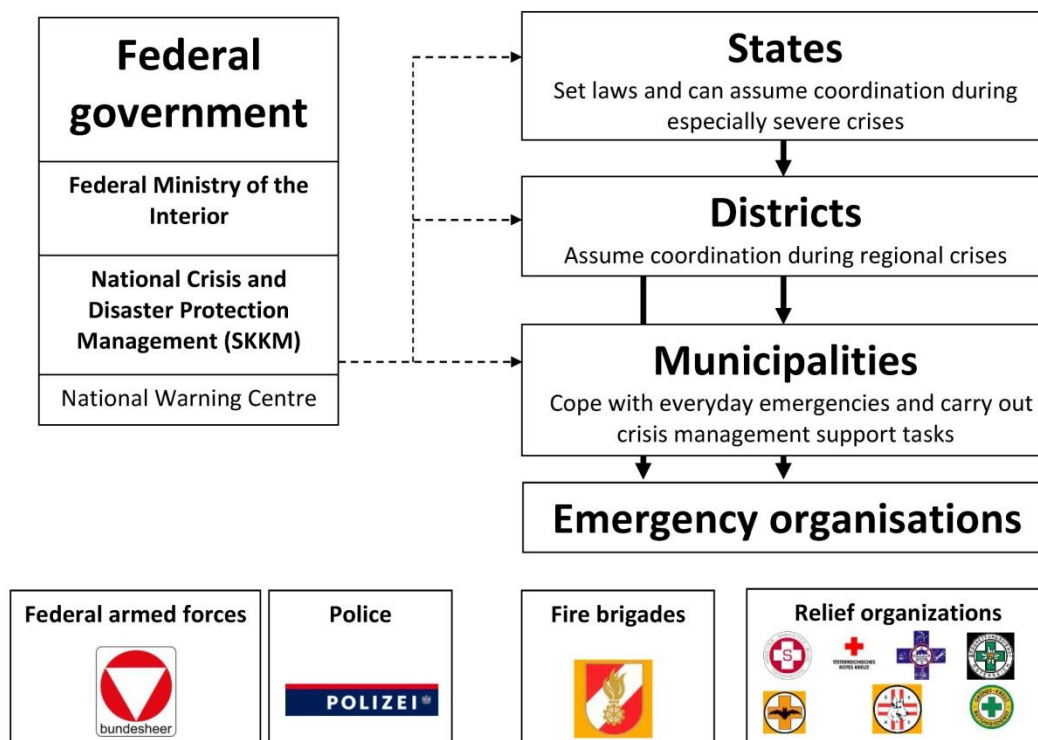 Federal
government
Federal Ministry of the
Interior
National Crisis and
Disaster Protection
Management (SKKM)
National Warning Centre
States
Set laws and can assume coordination during
especially severe crises
Districts
Assume coordination during regional crises
Municipalities
Cope with everyday emergencies and carry out
crisis management support tasks
Emergency organisations
Federal armed forces
bundesheer
Police
POLIZEI
Fire brigades
Relief organizations
S
ÖSTERREICHISCHES
ROTES KREUZ